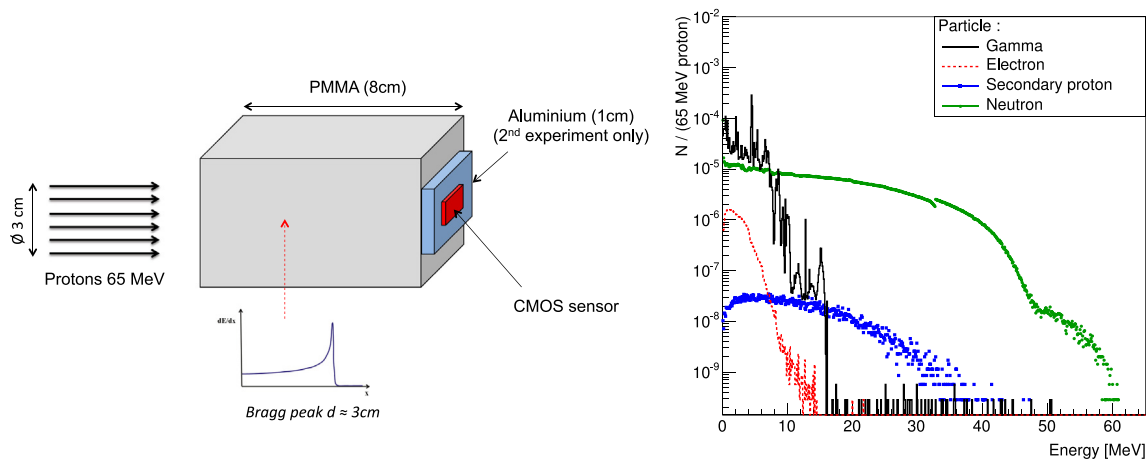 PMMA (8cm)
Aluminium (1cm)
(2nd experiment only)
Ø 3 cm
Protons 65 MeV
CMOS sensor
dE/dx
x
Bragg peak d ≈ 3cm
N / (65 MeV proton)
10-2
10-3
10-4
10-5
10-6
10-7
10-8
10-9
Particle :
Gamma
Electron
Secondary proton
Neutron
0 10 20 30 40 50 60
Energy [MeV]